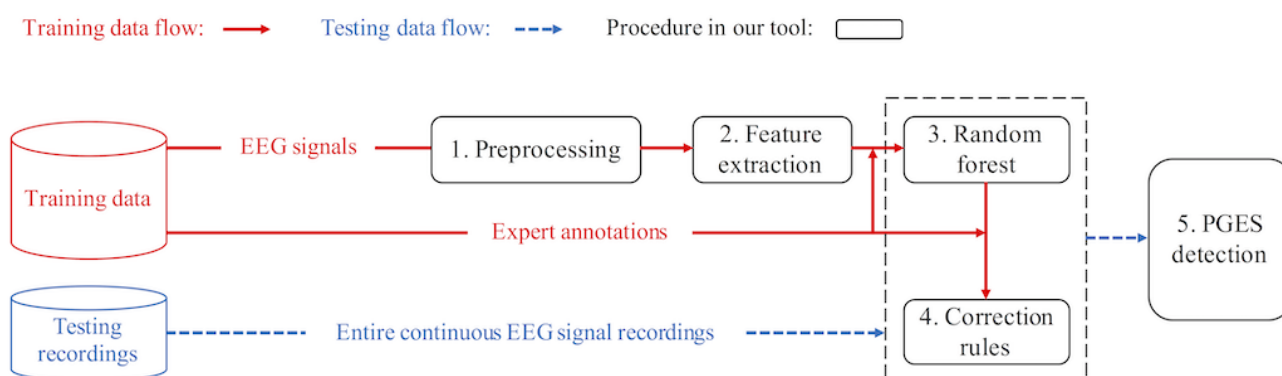 Training data flow:
Testing data flow:
Procedure in our tool:
EEG signals
1. Preprocessing
2. Feature
extraction
3. Random
forest
Training data
Expert annotations
5. PGES
detection
Testing
recordings
Entire continuous EEG signal recordings
4. Correction
rules